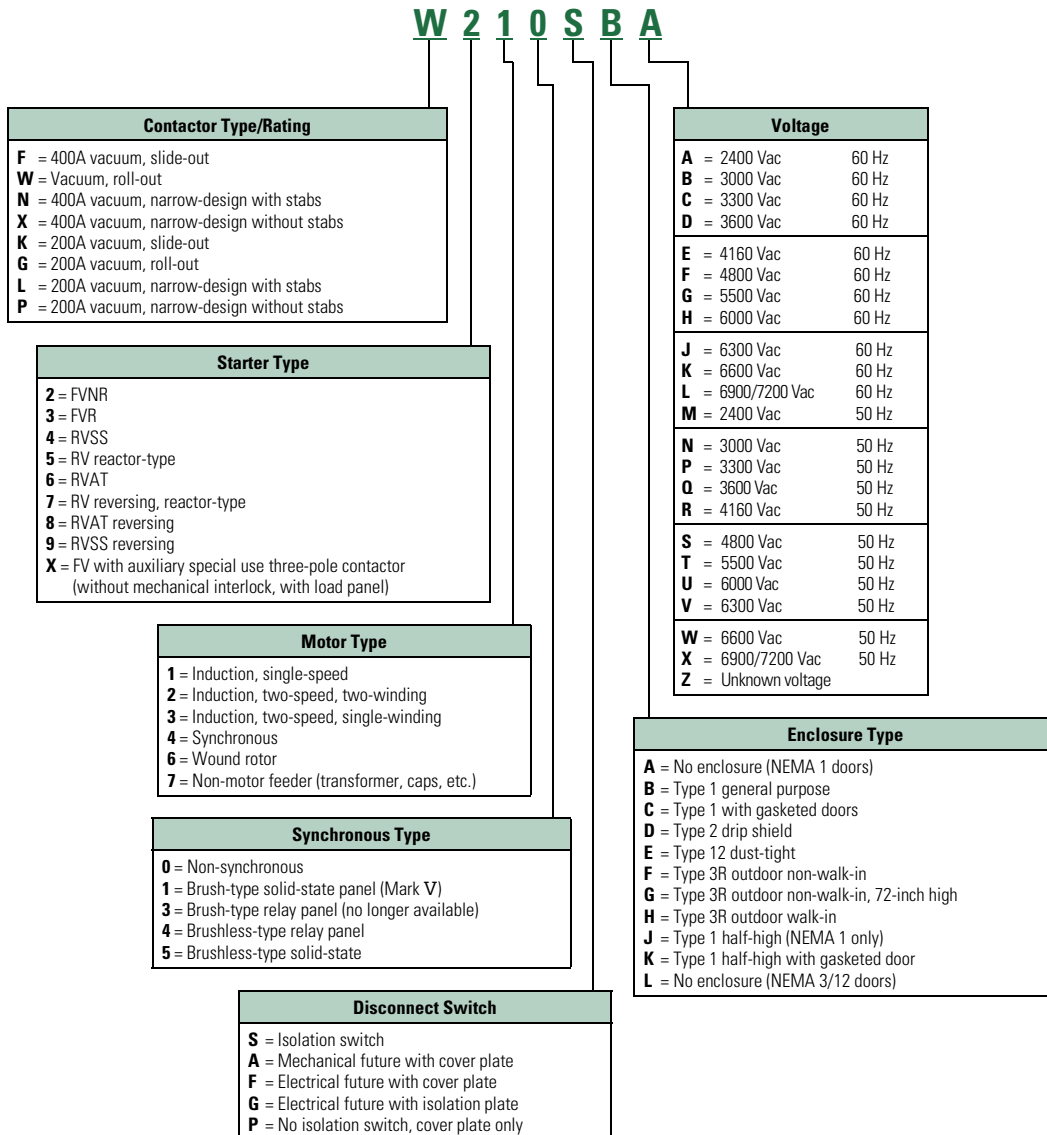 W 2 1 0 S B A
Contactor Type/Rating
F = 400A vacuum, slide-out
W = Vacuum, roll-out
N = 400A vacuum, narrow-design with stabs
X = 400A vacuum, narrow-design without stabs
K = 200A vacuum, slide-out
G = 200A vacuum, roll-out
L = 200A vacuum, narrow-design with stabs
P = 200A vacuum, narrow-design without stabs
Starter Type
2 = FVNR
3 = FVR
4 = RVSS
5 = RV reactor-type
6 = RVAT
7 = RV reversing, reactor-type
8 = RVAT reversing
9 = RVSS reversing
X = FV with auxiliary special use three-pole contactor
(without mechanical interlock, with load panel)
Motor Type
1 = Induction, single-speed
2 = Induction, two-speed, two-winding
3 = Induction, two-speed, single-winding
4 = Synchronous
6 = Wound rotor
7 = Non-motor feeder (transformer, caps, etc.)
Synchronous Type
0 = Non-synchronous
1 = Brush-type solid-state panel (Mark V)
3 = Brush-type relay panel (no longer available)
4 = Brushless-type relay panel
5 = Brushless-type solid-state
Disconnect Switch
S = Isolation switch
A = Mechanical future with cover plate
F = Electrical future with cover plate
G = Electrical future with isolation plate
P = No isolation switch, cover plate only
Voltage
A = 2400 Vac 60 Hz
B = 3000 Vac 60 Hz
C = 3300 Vac 60 Hz
D = 3600 Vac 60 Hz
E = 4160 Vac 60 Hz
F = 4800 Vac 60 Hz
G = 5500 Vac 60 Hz
H = 6000 Vac 60 Hz
J = 6300 Vac 60 Hz
K = 6600 Vac 60 Hz
L = 6900/7200 Vac 60 Hz
M = 2400 Vac 50 Hz
N = 3000 Vac 50 Hz
P = 3300 Vac 50 Hz
Q = 3600 Vac 50 Hz
R = 4160 Vac 50 Hz
S = 4800 Vac 50 Hz
T = 5500 Vac 50 Hz
U = 6000 Vac 50 Hz
V = 6300 Vac 50 Hz
W = 6600 Vac 50 Hz
X = 6900/7200 Vac 50 Hz
Z = Unknown voltage
Enclosure Type
A = No enclosure (NEMA 1 doors)
B = Type 1 general purpose
C = Type 1 with gasketed doors
D = Type 2 drip shield
E = Type 12 dust-tight
F = Type 3R outdoor non-walk-in
G = Type 3R outdoor non-walk-in, 72-inch high
H = Type 3R outdoor walk-in
J = Type 1 half-high (NEMA 1 only)
K = Type 1 half-high with gasketed door
L = No enclosure (NEMA 3/12 doors)